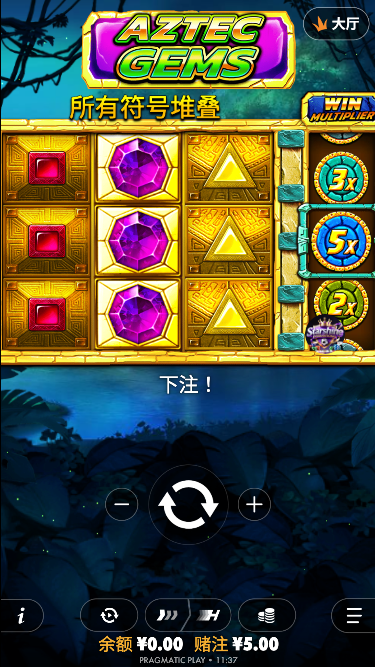 AZTEC
GEMS
大厅
所有符号堆叠
WIN
MULTIPLIER
3x
5x
2x
Starshine
下注！
i
余额 ¥0.00 赌注 ¥5.00
PRAGMATIC PLAY • 11:37